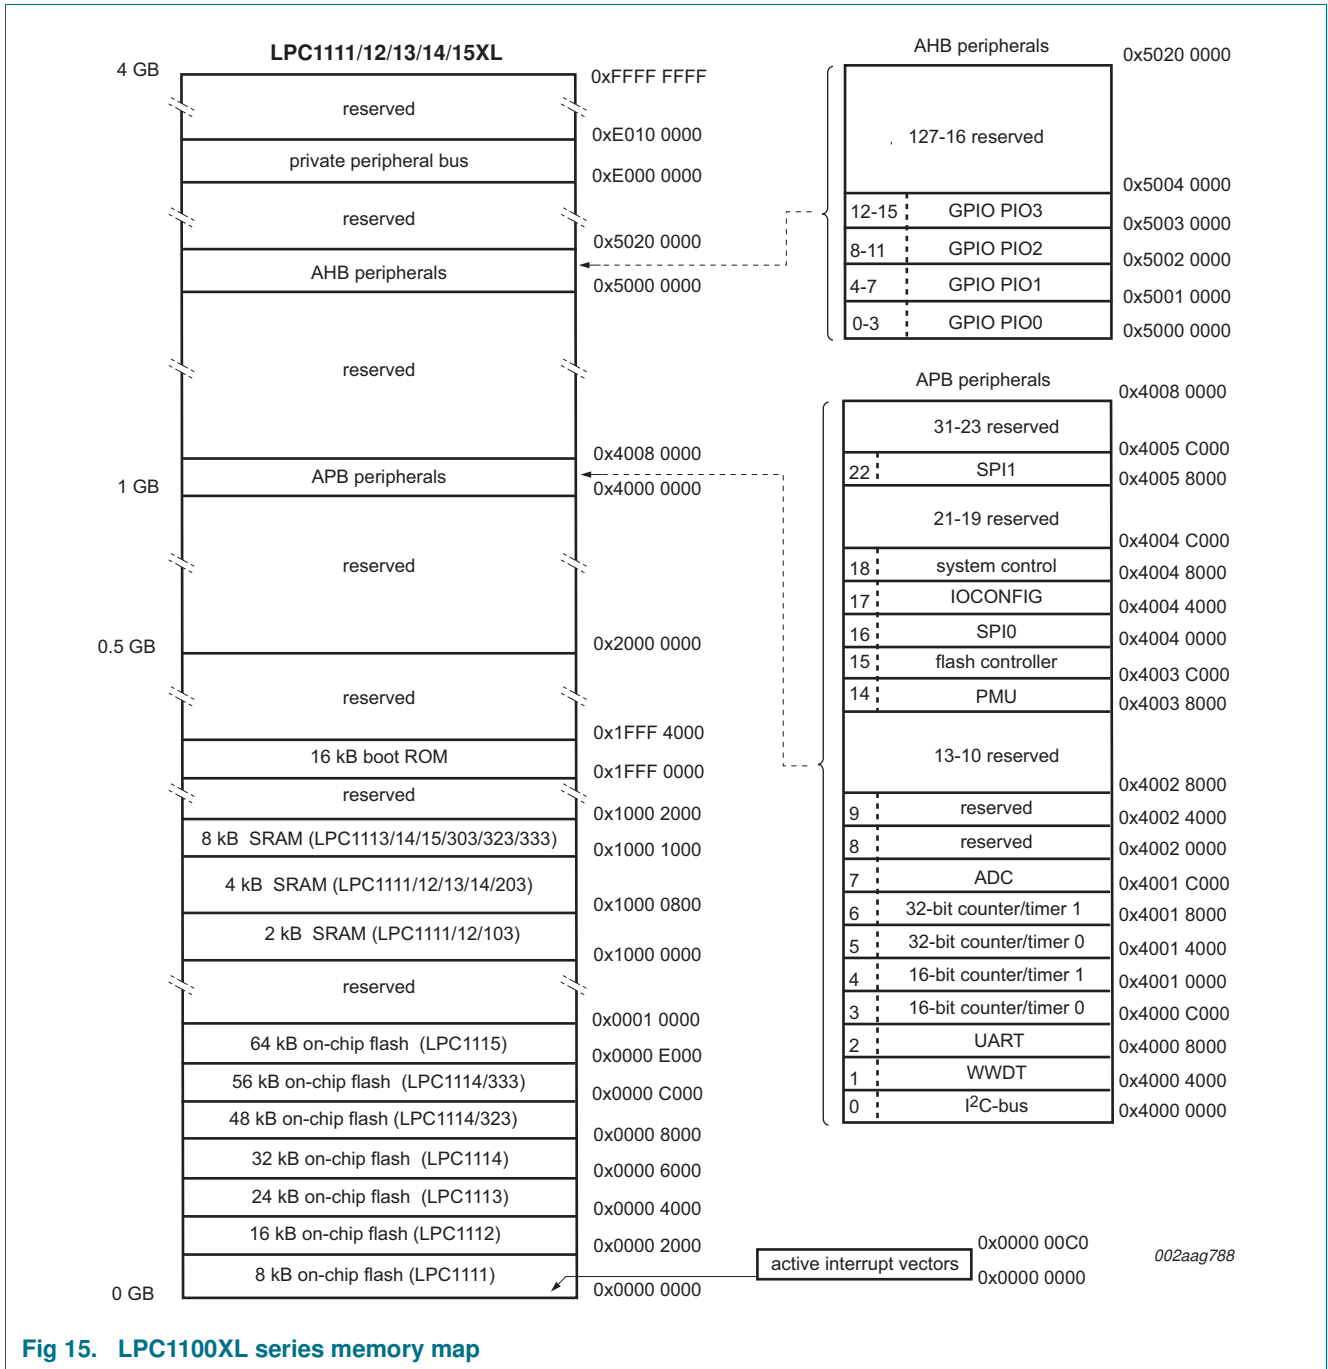 LPC1111/12/13/14/15XL
4 GB
0xFFFF FFFF
reserved
0xE010 0000
private peripheral bus
0xE000 0000
reserved
0x5020 0000
AHB peripherals
0x5000 0000
reserved
0x4008 0000
APB peripherals
1 GB
0x4000 0000
reserved
0.5 GB
0x2000 0000
reserved
0x1FFF 4000
16 kB boot ROM
0x1FFF 0000
reserved
0x1000 2000
8 kB SRAM (LPC1113/14/15/303/323/333)
0x1000 1000
4 kB SRAM (LPC1111/12/13/14/203)
0x1000 0800
2 kB SRAM (LPC1111/12/103)
0x1000 0000
reserved
0x0001 0000
64 kB on-chip flash (LPC1115)
0x0000 E000
56 kB on-chip flash (LPC1114/333)
0x0000 C000
48 kB on-chip flash (LPC1114/323)
0x0000 8000
32 kB on-chip flash (LPC1114)
0x0000 6000
24 kB on-chip flash (LPC1113)
0x0000 4000
16 kB on-chip flash (LPC1112)
0x0000 2000
8 kB on-chip flash (LPC1111)
0x0000 0000
0 GB
AHB peripherals
0x5020 0000
127-16 reserved
0x5004 0000
12-15 GPIO PIO3
0x5003 0000
8-11 GPIO PIO2
0x5002 0000
4-7 GPIO PIO1
0x5001 0000
0-3 GPIO PIO0
0x5000 0000
APB peripherals
0x4008 0000
31-23 reserved
0x4005 C000
22 SPI1
0x4005 8000
21-19 reserved
0x4004 C000
18 system control
0x4004 8000
17 IOCONFIG
0x4004 4000
16 SPI0
0x4004 0000
15 flash controller
0x4003 C000
14 PMU
0x4003 8000
13-10 reserved
0x4002 8000
9 reserved
0x4002 4000
8 reserved
0x4002 0000
7 ADC
0x4001 C000
6 32-bit counter/timer 1
0x4001 8000
5 32-bit counter/timer 0
0x4001 4000
4 16-bit counter/timer 1
0x4001 0000
3 16-bit counter/timer 0
0x4000 C000
2 UART
0x4000 8000
1 WWDT
0x4000 4000
0 I2C-bus
0x4000 0000
0x0000 00C0
active interrupt vectors
0x0000 0000
002aag788
Fig 15. LPC1100XL series memory map